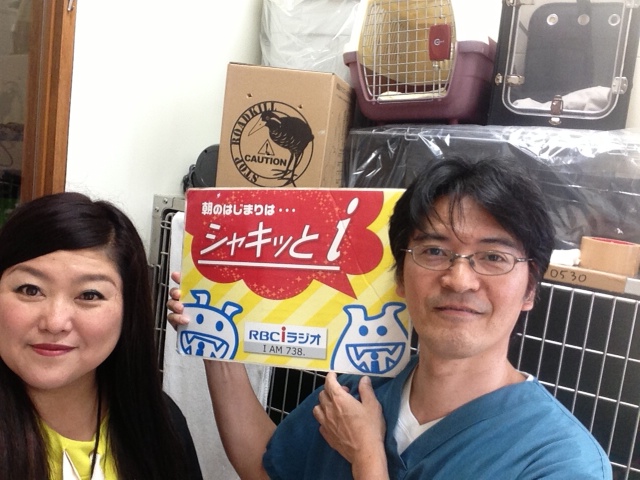 ROADKILL
CAUTION
STOP
朝のはじまりは・・・
シャキッと i
RBCiラジオ
I AM 738.
0530